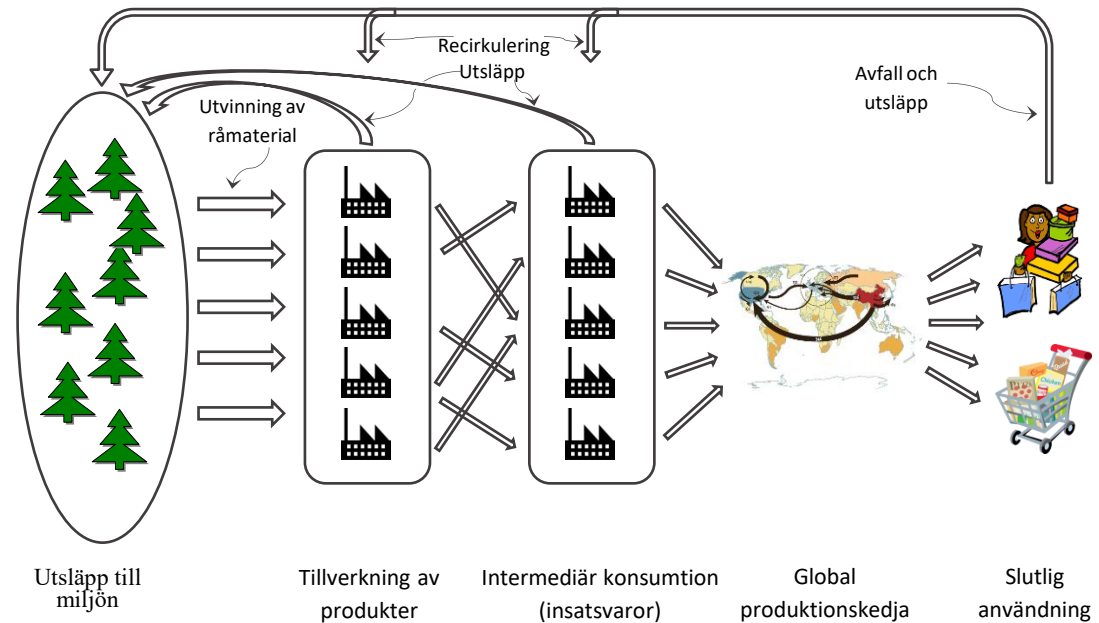 Recirkulering
Utsläpp
Avfall och
utsläpp
Utvinning av
råmaterial
Utsläpp till
miljön
Tillverkning av
produkter
Intermediär konsumtion
(insatsvaror)
Global
produktionskedja
Slutlig
användning